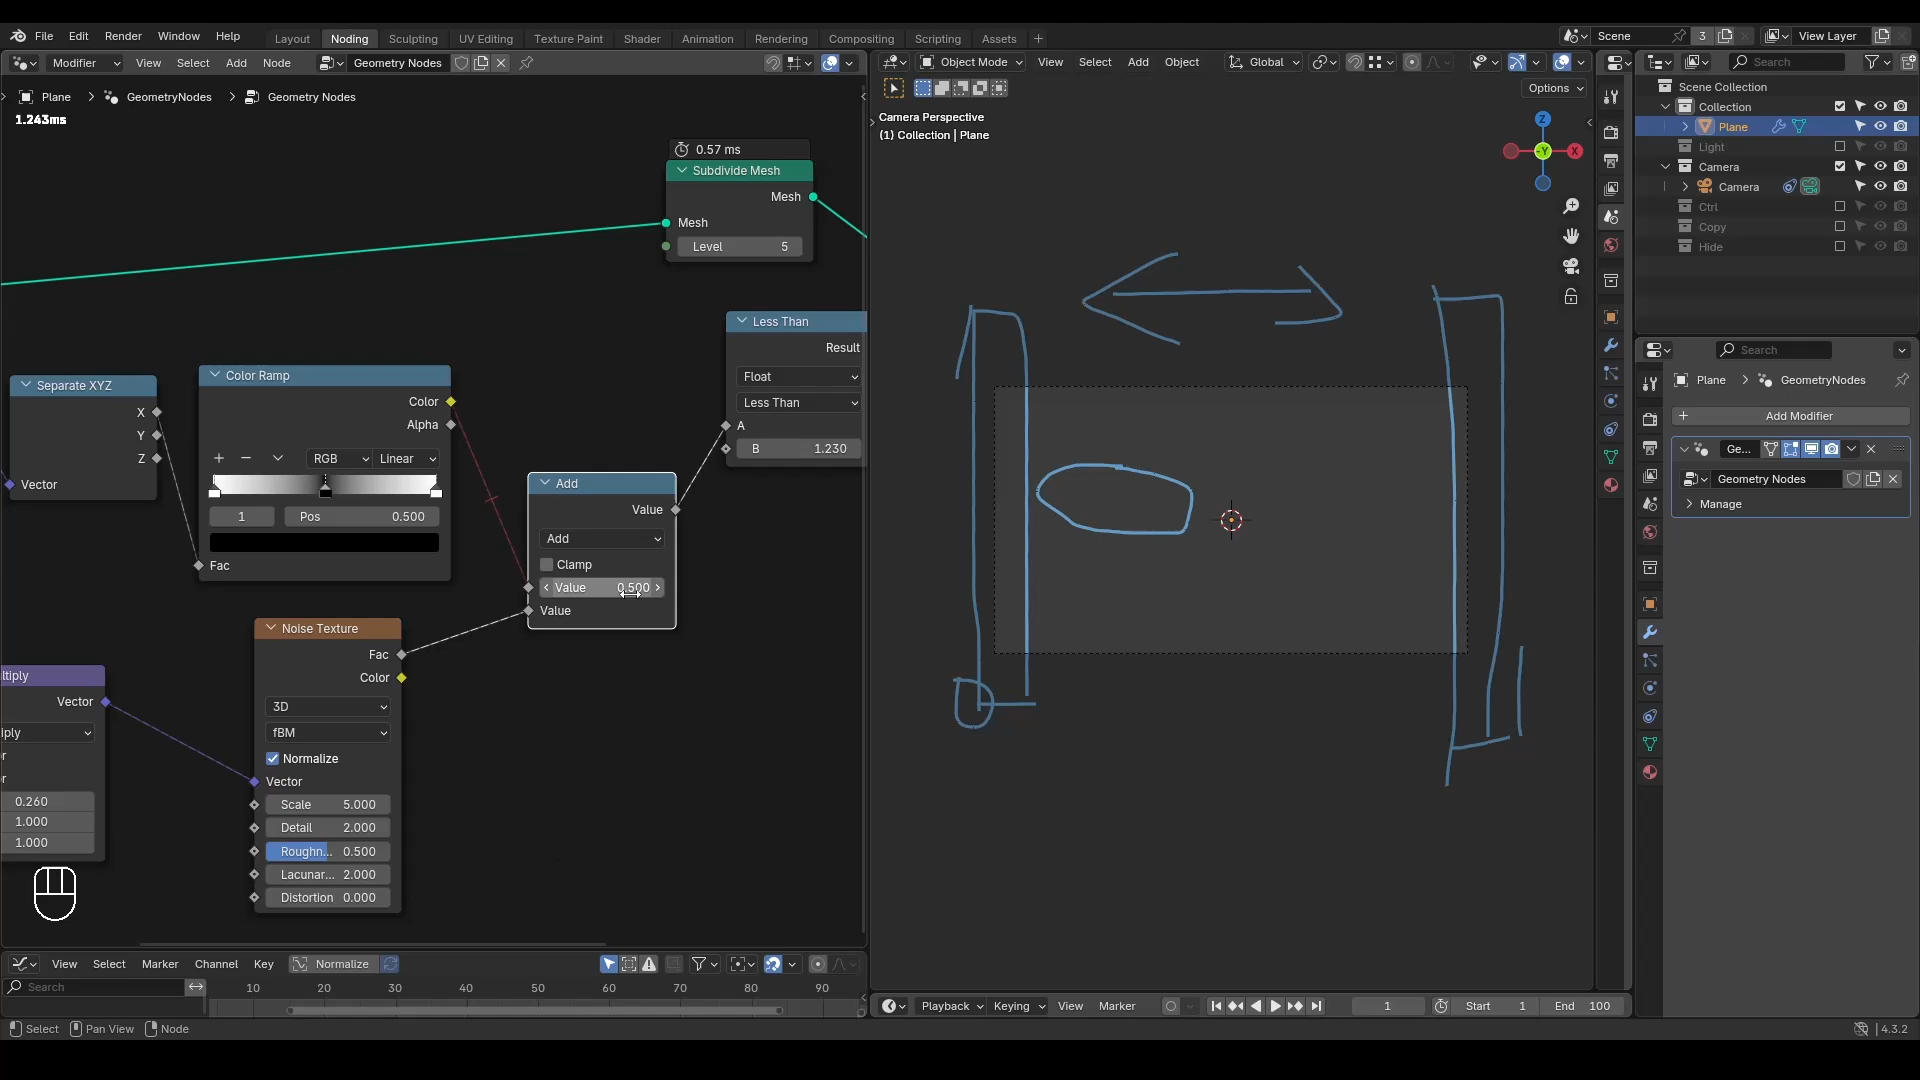 File Edit Render Window Help Layout Noding Sculpting UV Editing Texture Paint Shader Animation Rendering Compositing Scripting Assets Scene 3 View Layer
Modifier View Select Add Node Geometry Nodes
Object Mode View Select Add Object Global
Search
Plane GeometryNodes Geometry Nodes
Options
1.243ms
Camera Perspective
(1) Collection | Plane
Z
Y
X
Scene Collection
Collection
Plane
Light
Camera
Camera
Ctrl
Copy
Hide
0.57 ms
Subdivide Mesh
Mesh
Mesh
Level 5
Less Than
Result
Float
Less Than
A
B 1.230
Separate XYZ
X
Y
Z
Vector
Color Ramp
Color
Alpha
RGB Linear
1 Pos 0.500
Fac
Add
Value
Add
Clamp
Value 0.500
Value
Noise Texture
Fac
Color
3D
fBM
Normalize
Vector
Scale 5.000
Detail 2.000
Roughn... 0.500
Lacunar... 2.000
Distortion 0.000
ltiply
Vector
iply
or
or
0.260
1.000
1.000
Search
Plane GeometryNodes
Add Modifier
Ge...
Geometry Nodes
Manage
View Select Marker Channel Key Normalize
Search
10 20 30 40 50 60 70 80 90
Playback Keying View Marker 1 Start 1 End 100
Select Pan View Node
4.3.2